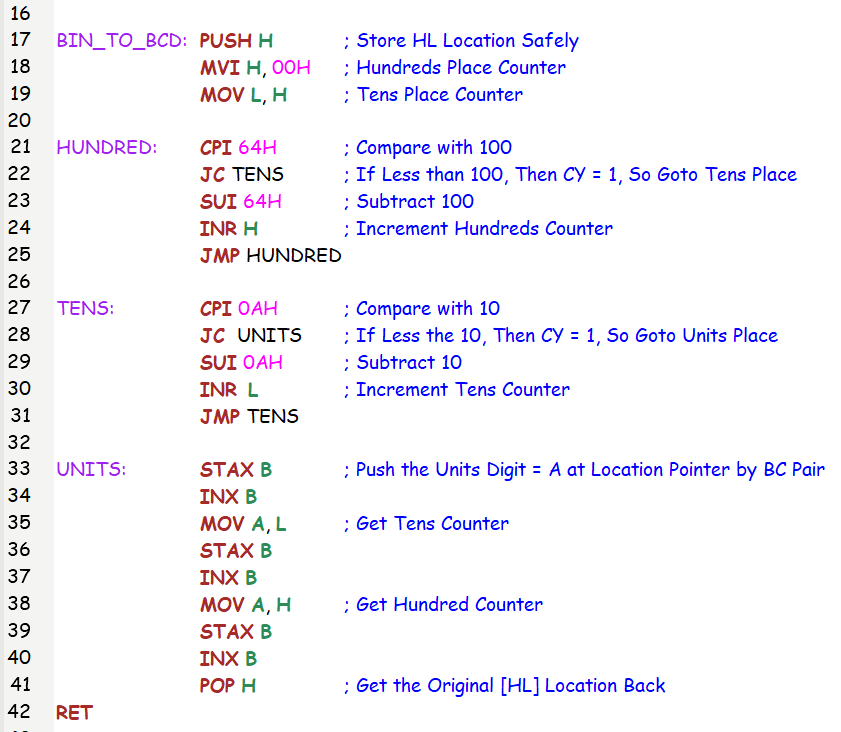 16
17 BIN_TO_BCD: PUSH H ; Store HL Location Safely
18 MVI H, 00H ; Hundreds Place Counter
19 MOV L, H ; Tens Place Counter
20
21 HUNDRED: CPI 64H ; Compare with 100
22 JC TENS ; If Less than 100, Then CY = 1, So Goto Tens Place
23 SUI 64H ; Subtract 100
24 INR H ; Increment Hundreds Counter
25 JMP HUNDRED
26
27 TENS: CPI 0AH ; Compare with 10
28 JC UNITS ; If Less the 10, Then CY = 1, So Goto Units Place
29 SUI 0AH ; Subtract 10
30 INR L ; Increment Tens Counter
31 JMP TENS
32
33 UNITS: STAX B ; Push the Units Digit = A at Location Pointer by BC Pair
34 INX B
35 MOV A, L ; Get Tens Counter
36 STAX B
37 INX B
38 MOV A, H ; Get Hundred Counter
39 STAX B
40 INX B
41 POP H ; Get the Original [HL] Location Back
42 RET